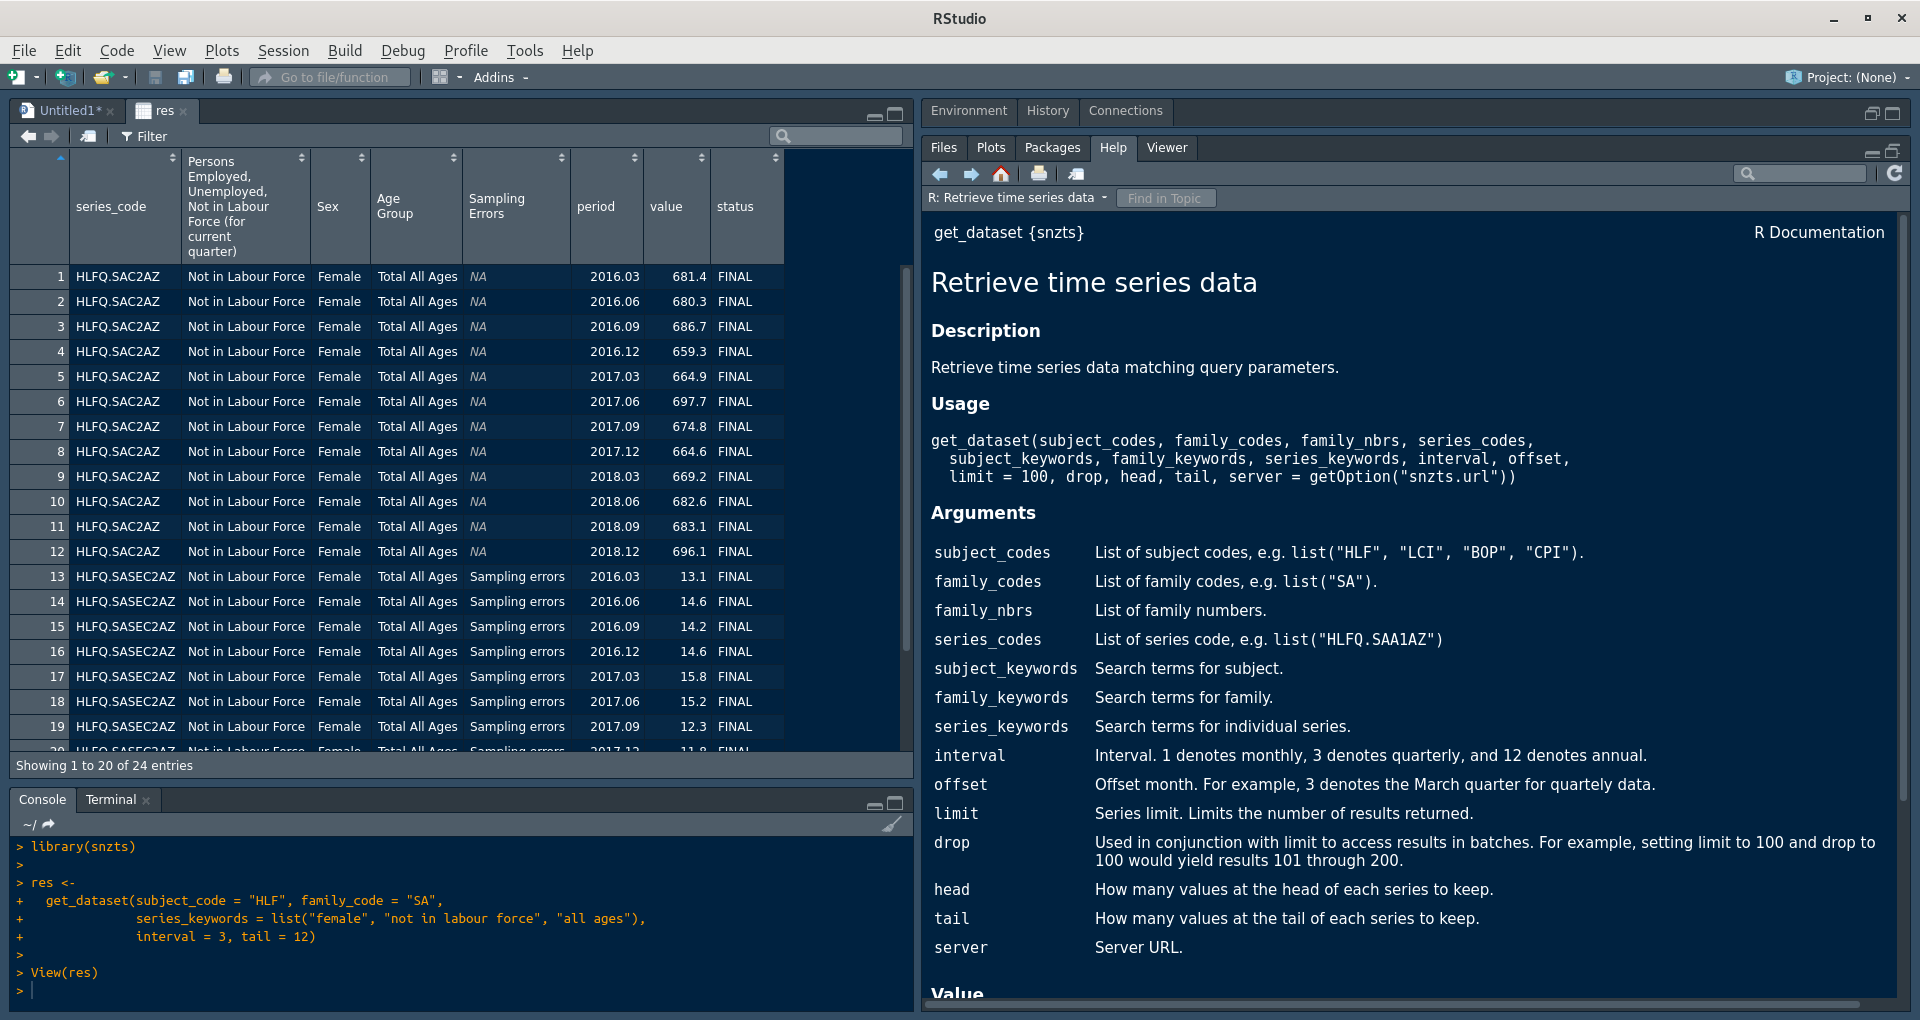 RStudio
File Edit Code View Plots Session Build Debug Profile Tools Help
Go to file/function Addins Project: (None)
Untitled1* res
Filter
series_code Persons Employed, Unemployed, Not in Labour Force (for current quarter) Sex Age Group Sampling Errors period value status
1 HLFQ.SAC2AZ Not in Labour Force Female Total All Ages NA 2016.03 681.4 FINAL
2 HLFQ.SAC2AZ Not in Labour Force Female Total All Ages NA 2016.06 680.3 FINAL
3 HLFQ.SAC2AZ Not in Labour Force Female Total All Ages NA 2016.09 686.7 FINAL
4 HLFQ.SAC2AZ Not in Labour Force Female Total All Ages NA 2016.12 659.3 FINAL
5 HLFQ.SAC2AZ Not in Labour Force Female Total All Ages NA 2017.03 664.9 FINAL
6 HLFQ.SAC2AZ Not in Labour Force Female Total All Ages NA 2017.06 697.7 FINAL
7 HLFQ.SAC2AZ Not in Labour Force Female Total All Ages NA 2017.09 674.8 FINAL
8 HLFQ.SAC2AZ Not in Labour Force Female Total All Ages NA 2017.12 664.6 FINAL
9 HLFQ.SAC2AZ Not in Labour Force Female Total All Ages NA 2018.03 669.2 FINAL
10 HLFQ.SAC2AZ Not in Labour Force Female Total All Ages NA 2018.06 682.6 FINAL
11 HLFQ.SAC2AZ Not in Labour Force Female Total All Ages NA 2018.09 683.1 FINAL
12 HLFQ.SAC2AZ Not in Labour Force Female Total All Ages NA 2018.12 696.1 FINAL
13 HLFQ.SASEC2AZ Not in Labour Force Female Total All Ages Sampling errors 2016.03 13.1 FINAL
14 HLFQ.SASEC2AZ Not in Labour Force Female Total All Ages Sampling errors 2016.06 14.6 FINAL
15 HLFQ.SASEC2AZ Not in Labour Force Female Total All Ages Sampling errors 2016.09 14.2 FINAL
16 HLFQ.SASEC2AZ Not in Labour Force Female Total All Ages Sampling errors 2016.12 14.6 FINAL
17 HLFQ.SASEC2AZ Not in Labour Force Female Total All Ages Sampling errors 2017.03 15.8 FINAL
18 HLFQ.SASEC2AZ Not in Labour Force Female Total All Ages Sampling errors 2017.06 15.2 FINAL
19 HLFQ.SASEC2AZ Not in Labour Force Female Total All Ages Sampling errors 2017.09 12.3 FINAL
20 HLFQ.SASEC2AZ Not in Labour Force Female Total All Ages Sampling errors 2017.12 11.8 FINAL
Showing 1 to 20 of 24 entries
Console Terminal
~/
> library(snzts)
>
> res <-
+ get_dataset(subject_code = "HLF", family_code = "SA",
+ series_keywords = list("female", "not in labour force", "all ages"),
+ interval = 3, tail = 12)
>
> View(res)
>
Environment History Connections
Files Plots Packages Help Viewer
R: Retrieve time series data Find in Topic
get_dataset {snzts} R Documentation
Retrieve time series data
Description
Retrieve time series data matching query parameters.
Usage
get_dataset(subject_codes, family_codes, family_nbrs, series_codes,
subject_keywords, family_keywords, series_keywords, interval, offset,
limit = 100, drop, head, tail, server = getOption("snzts.url"))
Arguments
subject_codes List of subject codes, e.g. list("HLF", "LCI", "BOP", "CPI").
family_codes List of family codes, e.g. list("SA").
family_nbrs List of family numbers.
series_codes List of series code, e.g. list("HLFQ.SAA1AZ")
subject_keywords Search terms for subject.
family_keywords Search terms for family.
series_keywords Search terms for individual series.
interval Interval. 1 denotes monthly, 3 denotes quarterly, and 12 denotes annual.
offset Offset month. For example, 3 denotes the March quarter for quartely data.
limit Series limit. Limits the number of results returned.
drop Used in conjunction with limit to access results in batches. For example, setting limit to 100 and drop to
100 would yield results 101 through 200.
head How many values at the head of each series to keep.
tail How many values at the tail of each series to keep.
server Server URL.
Value